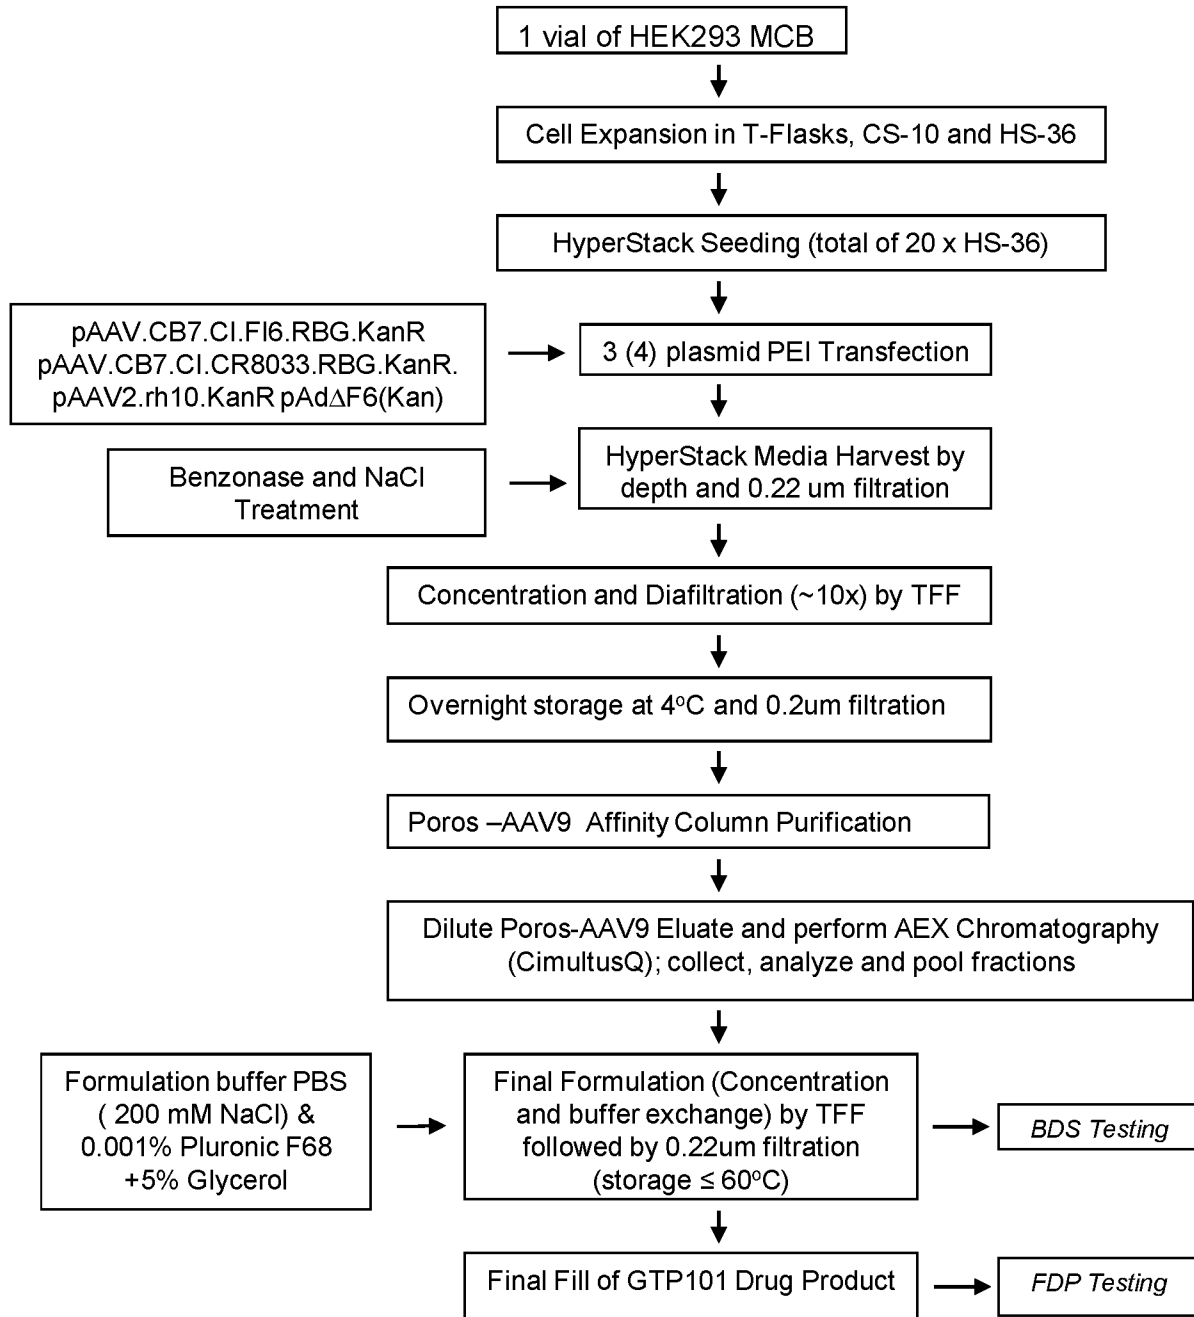 1 vial of HEK293 MCB
Cell Expansion in T-Flasks, CS-10 and HS-36
HyperStack Seeding (total of 20 x HS-36)
pAAV.CB7.CI.FI6.RBG.KanR
pAAV.CB7.CI.CR8033.RBG.KanR.
pAAV2.rh10.KanR pAd∆F6(Kan)
3 (4) plasmid PEI Transfection
Benzonase and NaCl
Treatment
HyperStack Media Harvest by
depth and 0.22 um filtration
Concentration and Diafiltration (~10x) by TFF
Overnight storage at 4ºC and 0.2um filtration
Poros –AAV9 Affinity Column Purification
Dilute Poros-AAV9 Eluate and perform AEX Chromatography
(CimultusQ); collect, analyze and pool fractions
Formulation buffer PBS
( 200 mM NaCl) &
0.001% Pluronic F68
+5% Glycerol
Final Formulation (Concentration
and buffer exchange) by TFF
followed by 0.22um filtration
(storage ≤ 60ºC)
BDS Testing
Final Fill of GTP101 Drug Product
FDP Testing